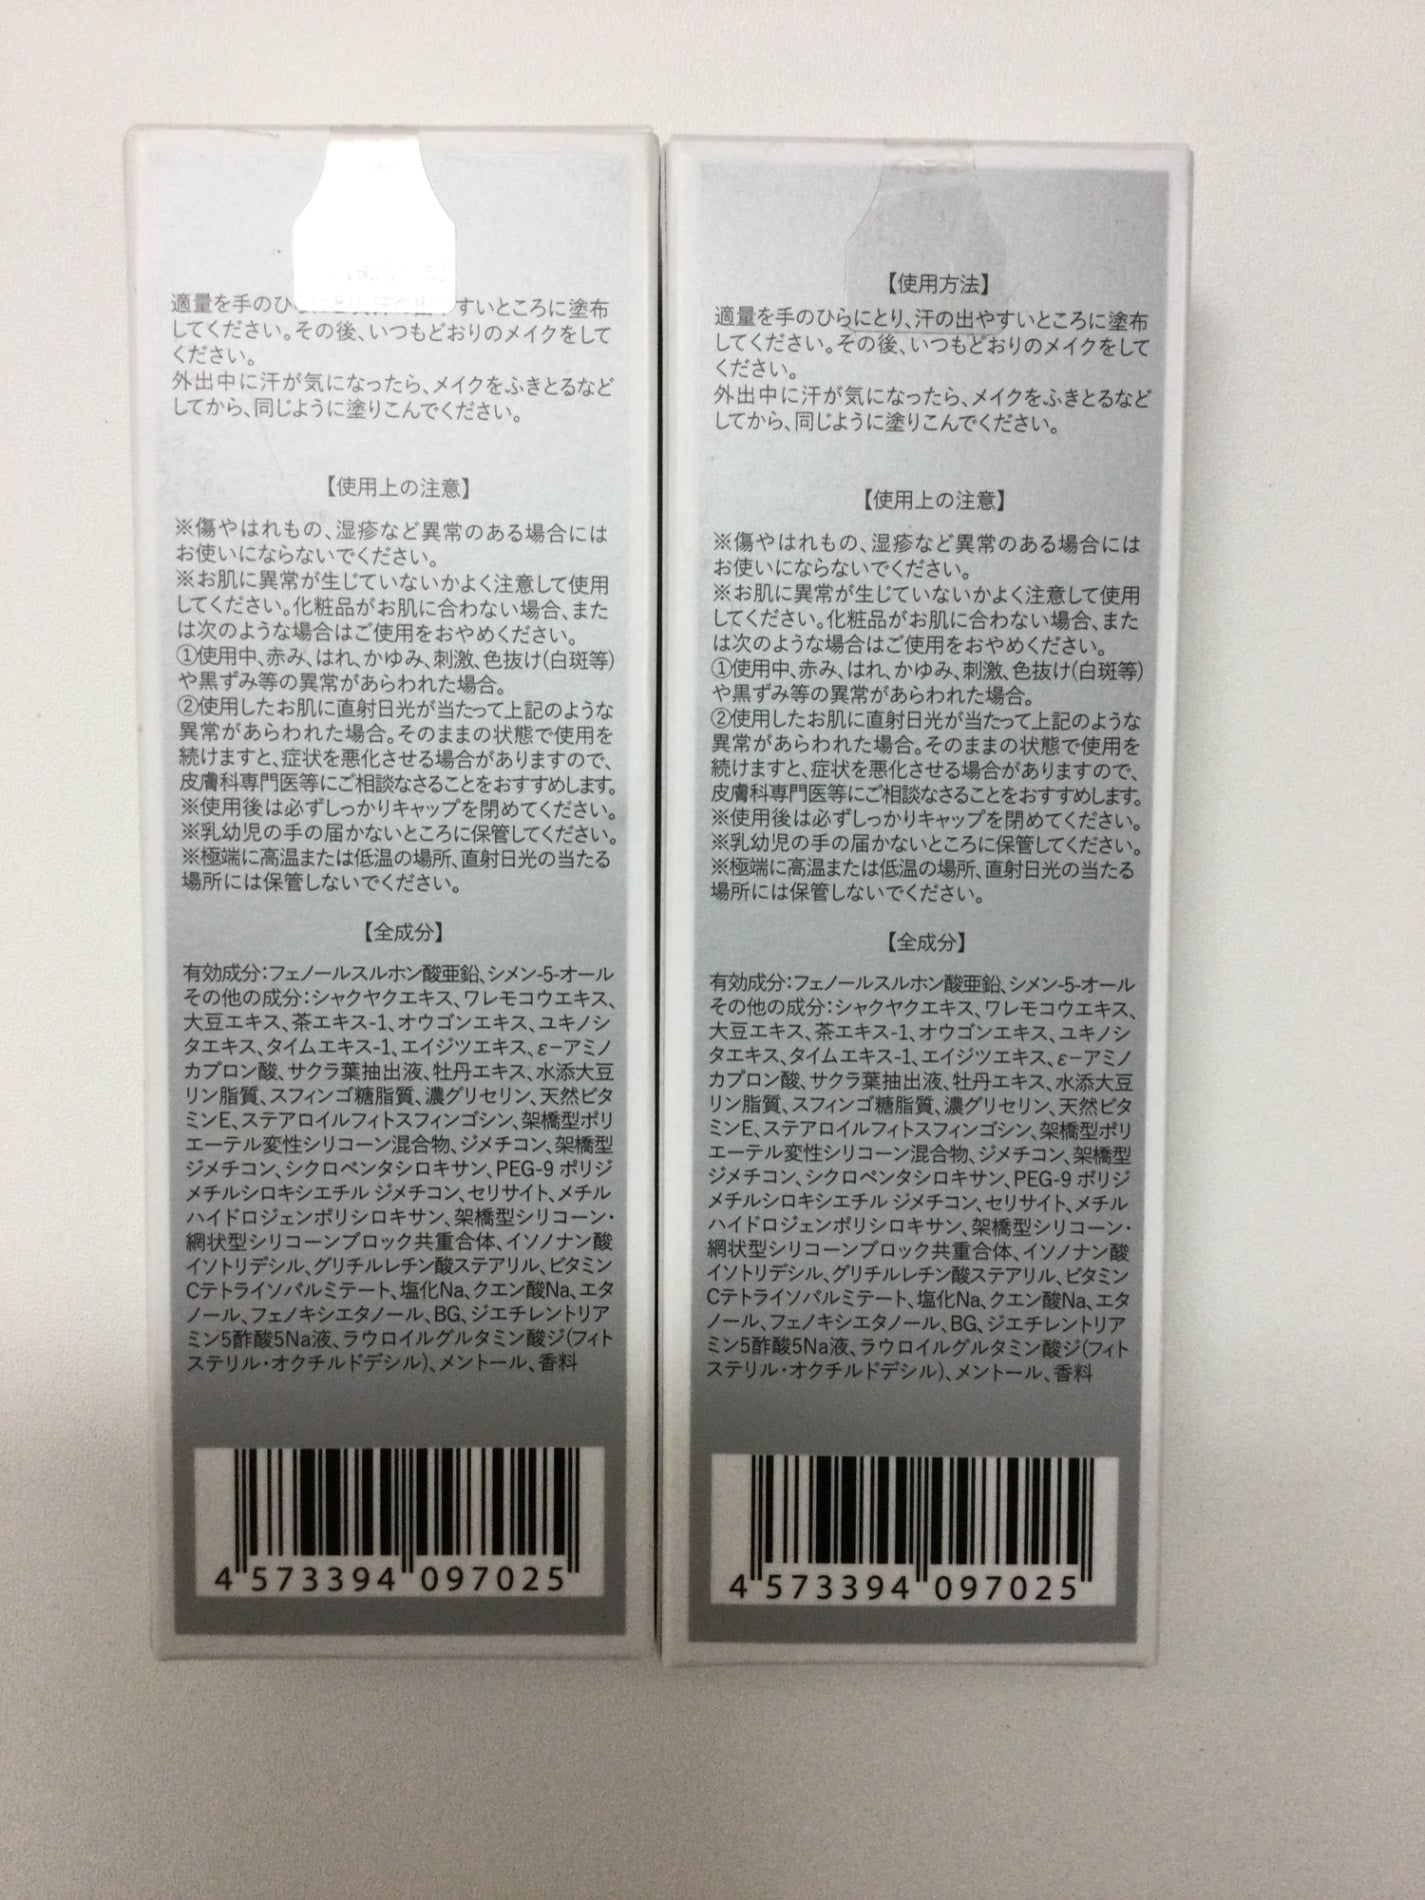 適量を手のひらにとり、汗の出やすいところに塗布
してください。その後、いつもどおりのメイクをして
ください。
外出中に汗が気になったら、メイクをふきとるなど
してから、同じように塗りこんでください。
【使用上の注意】
※傷やはれもの、湿疹など異常のある場合には
お使いにならないでください。
※お肌に異常が生じていないかよく注意して使用
してください。化粧品がお肌に合わない場合、また
は次のような場合はご使用をおやめください。
①使用中、赤み、はれ、かゆみ、刺激、色抜け(白斑等)
や黒ずみ等の異常があらわれた場合。
②使用したお肌に直射日光が当たって上記のような
異常があらわれた場合。そのままの状態で使用を
続けますと、症状を悪化させる場合がありますので、
皮膚科専門医等にご相談なさることをおすすめします。
※使用後は必ずしっかりキャップを閉めてください。
※乳幼児の手の届かないところに保管してください。
※極端に高温または低温の場所、直射日光の当たる
場所には保管しないでください。
【全成分】
有効成分:フェノールスルホン酸亜鉛、シメン-5-オール
その他の成分:シャクヤクエキス、ワレモコウエキス、
大豆エキス、茶エキス-1、オウゴンエキス、ユキノシ
タエキス、タイムエキス-1、エイジツエキス、ε−アミノ
カプロン酸、サクラ葉抽出液、牡丹エキス、水添大豆
リン脂質、スフィンゴ糖脂質、濃グリセリン、天然ビタ
ミンE、ステアロイルフィトスフィンゴシン、架橋型ポリ
エーテル変性シリコーン混合物、ジメチコン、架橋型
ジメチコン、シクロペンタシロキサン、PEG-9 ポリジ
メチルシロキシエチル ジメチコン、セリサイト、メチル
ハイドロジェンポリシロキサン、架橋型シリコーン・
網状型シリコーンブロック共重合体、イソノナン酸
イソトリデシル、グリチルレチン酸ステアリル、ビタミン
Cテトライソパルミテート、塩化Na、クエン酸Na、エタ
ノール、フェノキシエタノール、BG、ジエチレントリア
ミン5酢酸5Na液、ラウロイルグルタミン酸ジ(フィト
ステリル・オクチルドデシル)、メントール、香料
4 573394 097025
【使用方法】
適量を手のひらにとり、汗の出やすいところに塗布
してください。その後、いつもどおりのメイクをして
ください。
外出中に汗が気になったら、メイクをふきとるなど
してから、同じように塗りこんでください。
【使用上の注意】
※傷やはれもの、湿疹など異常のある場合には
お使いにならないでください。
※お肌に異常が生じていないかよく注意して使用
してください。化粧品がお肌に合わない場合、また
は次のような場合はご使用をおやめください。
①使用中、赤み、はれ、かゆみ、刺激、色抜け(白斑等)
や黒ずみ等の異常があらわれた場合。
②使用したお肌に直射日光が当たって上記のような
異常があらわれた場合。そのままの状態で使用を
続けますと、症状を悪化させる場合がありますので、
皮膚科専門医等にご相談なさることをおすすめします。
※使用後は必ずしっかりキャップを閉めてください。
※乳幼児の手の届かないところに保管してください。
※極端に高温または低温の場所、直射日光の当たる
場所には保管しないでください。
【全成分】
有効成分:フェノールスルホン酸亜鉛、シメン-5-オール
その他の成分:シャクヤクエキス、ワレモコウエキス、
大豆エキス、茶エキス-1、オウゴンエキス、ユキノシ
タエキス、タイムエキス-1、エイジツエキス、ε−アミノ
カプロン酸、サクラ葉抽出液、牡丹エキス、水添大豆
リン脂質、スフィンゴ糖脂質、濃グリセリン、天然ビタ
ミンE、ステアロイルフィトスフィンゴシン、架橋型ポリ
エーテル変性シリコーン混合物、ジメチコン、架橋型
ジメチコン、シクロペンタシロキサン、PEG-9 ポリジ
メチルシロキシエチル ジメチコン、セリサイト、メチル
ハイドロジェンポリシロキサン、架橋型シリコーン・
網状型シリコーンブロック共重合体、イソノナン酸
イソトリデシル、グリチルレチン酸ステアリル、ビタミン
Cテトライソパルミテート、塩化Na、クエン酸Na、エタ
ノール、フェノキシエタノール、BG、ジエチレントリア
ミン5酢酸5Na液、ラウロイルグルタミン酸ジ(フィト
ステリル・オクチルドデシル)、メントール、香料
4 573394 097025